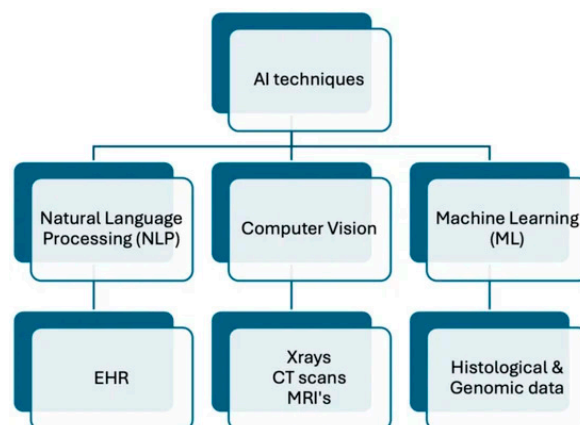 AI techniques
Natural Language
Processing (NLP)
Computer Vision
Machine Learning
(ML)
EHR
Xrays
CT scans
MRI's
Histological &
Genomic data